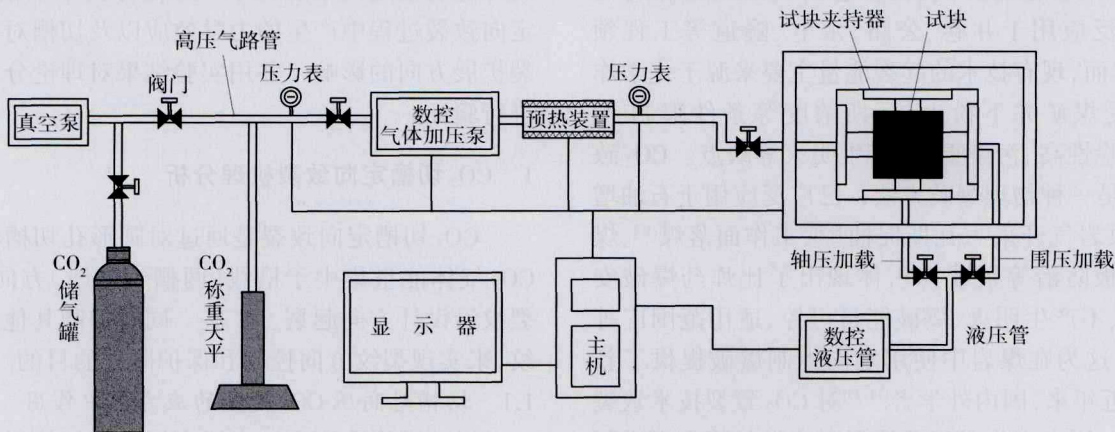 试块夹持器
试块
高压气路管
阀门
压力表
压力表
真空泵
数控
气体加压泵
预热装置
轴压加载
围压加载
CO₂
储气罐
CO₂
称重天平
显示器
主机
数控
液压管
液压管